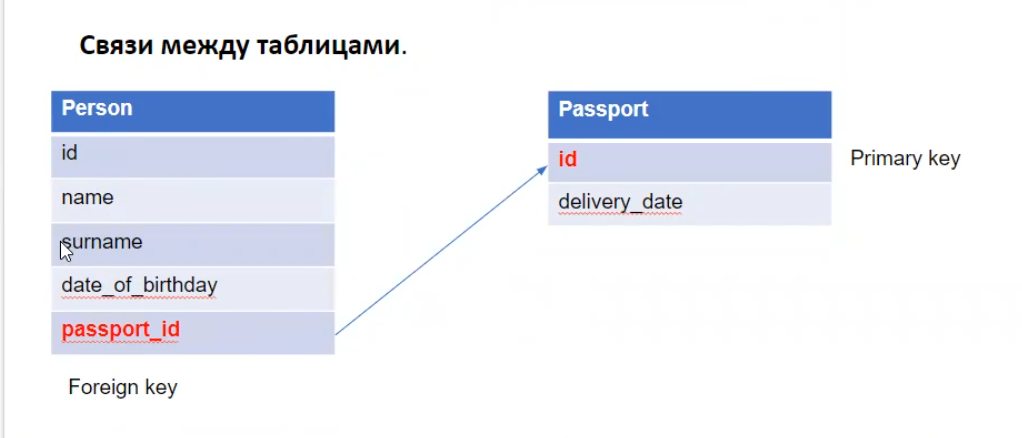 Связи между таблицами.
Person
id
name
surname
date_of_birthday
passport_id
Foreign key
Passport
id
delivery_date
Primary key